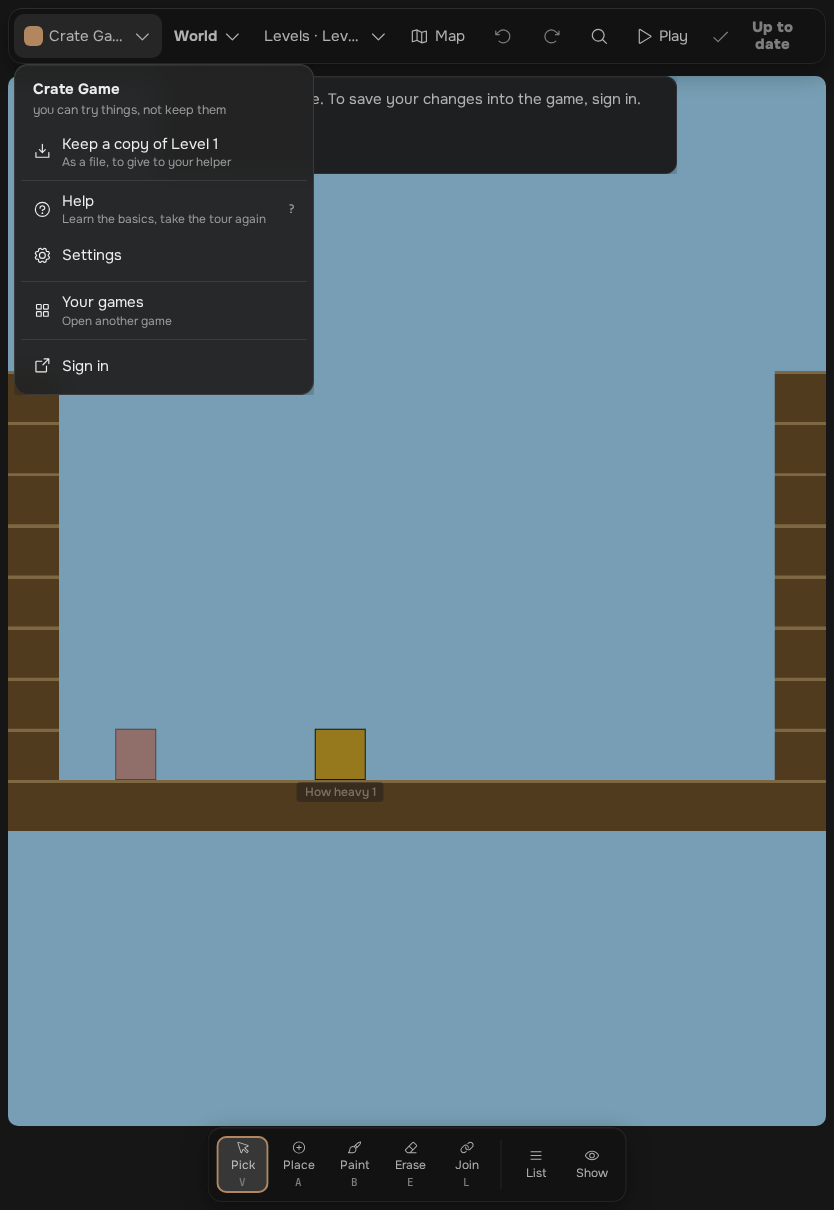 Crate Ga...
World
Levels · Lev...
Map
Play
Up to
date
Crate Game
you can try things, not keep them
e. To save your changes into the game, sign in.
Keep a copy of Level 1
As a file, to give to your helper
Help
Learn the basics, take the tour again
?
Settings
Your games
Open another game
Sign in
How heavy 1
Pick
V
Place
A
Paint
B
Erase
E
Join
L
List
Show